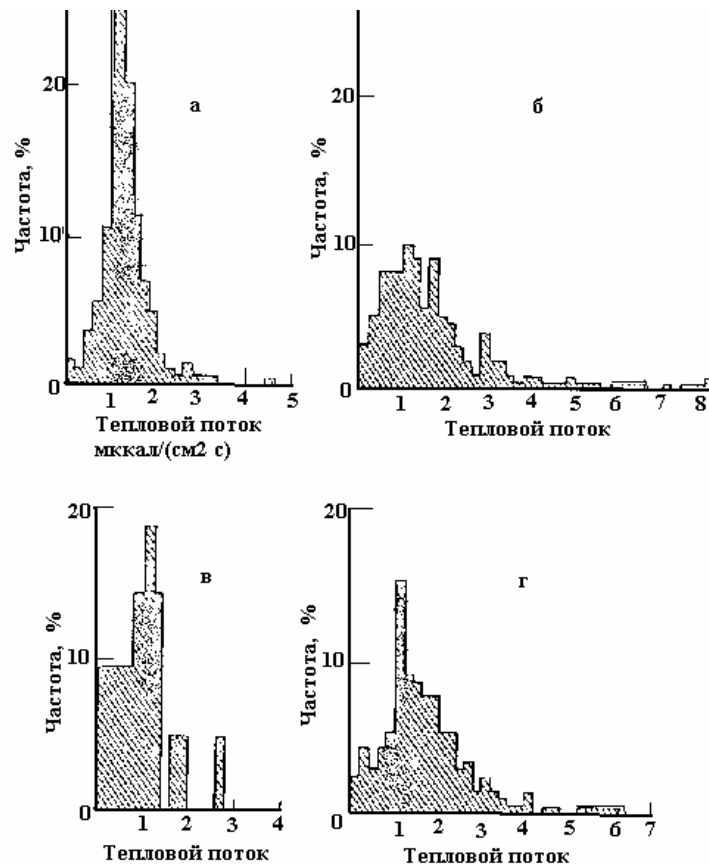 20
10
0
Частота, %
а
1 2 3 4 5
Тепловой поток
мккал/(см2 с)
20
10
0
Частота, %
б
1 2 3 4 5 6 7 8
Тепловой поток
20
10
0
Частота, %
в
1 2 3 4
Тепловой поток
20
10
0
Частота, %
г
1 2 3 4 5 6 7
Тепловой поток